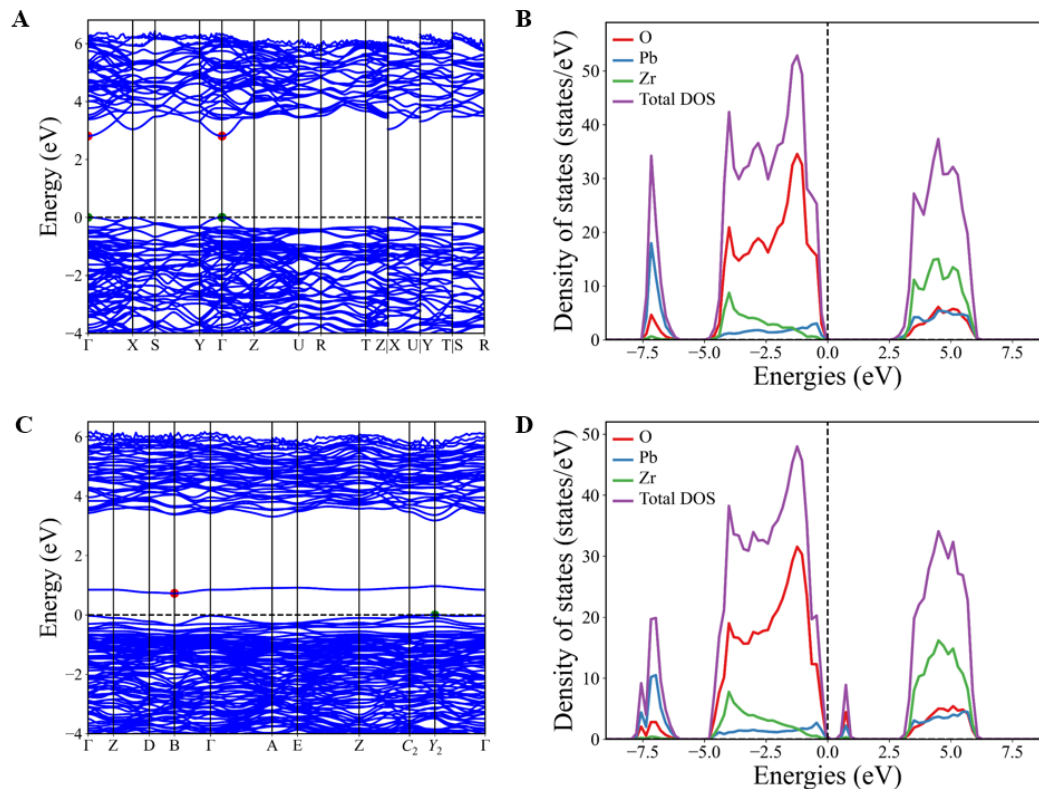 A
Energy (eV)
6
4
2
0
−2
−4
Γ X S Y Γ Z U R T Z|X U|Y T|S R
B
Density of states (states/eV)
50
40
30
20
10
0
O
Pb
Zr
Total DOS
−7.5 −5.0 −2.5 0.0 2.5 5.0 7.5
Energies (eV)
C
Energy (eV)
6
4
2
0
−2
−4
Γ Z D B Γ A E Z C₂ Y₂ Γ
D
Density of states (states/eV)
50
40
30
20
10
0
O
Pb
Zr
Total DOS
−7.5 −5.0 −2.5 0.0 2.5 5.0 7.5
Energies (eV)